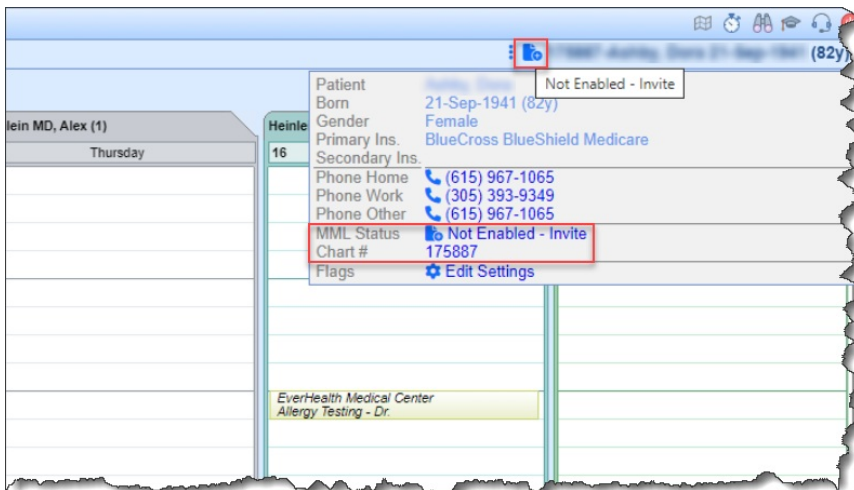 (82y)
Not Enabled - Invite
Patient
Born 21-Sep-1941 (82y)
Gender Female
Primary Ins. BlueCross BlueShield Medicare
Secondary Ins.
Phone Home (615) 967-1065
Phone Work (305) 393-9349
Phone Other (615) 967-1065
MML Status Not Enabled - Invite
Chart # 175887
Flags Edit Settings
lein MD, Alex (1)
Thursday
Heinle
16
EverHealth Medical Center
Allergy Testing - Dr.